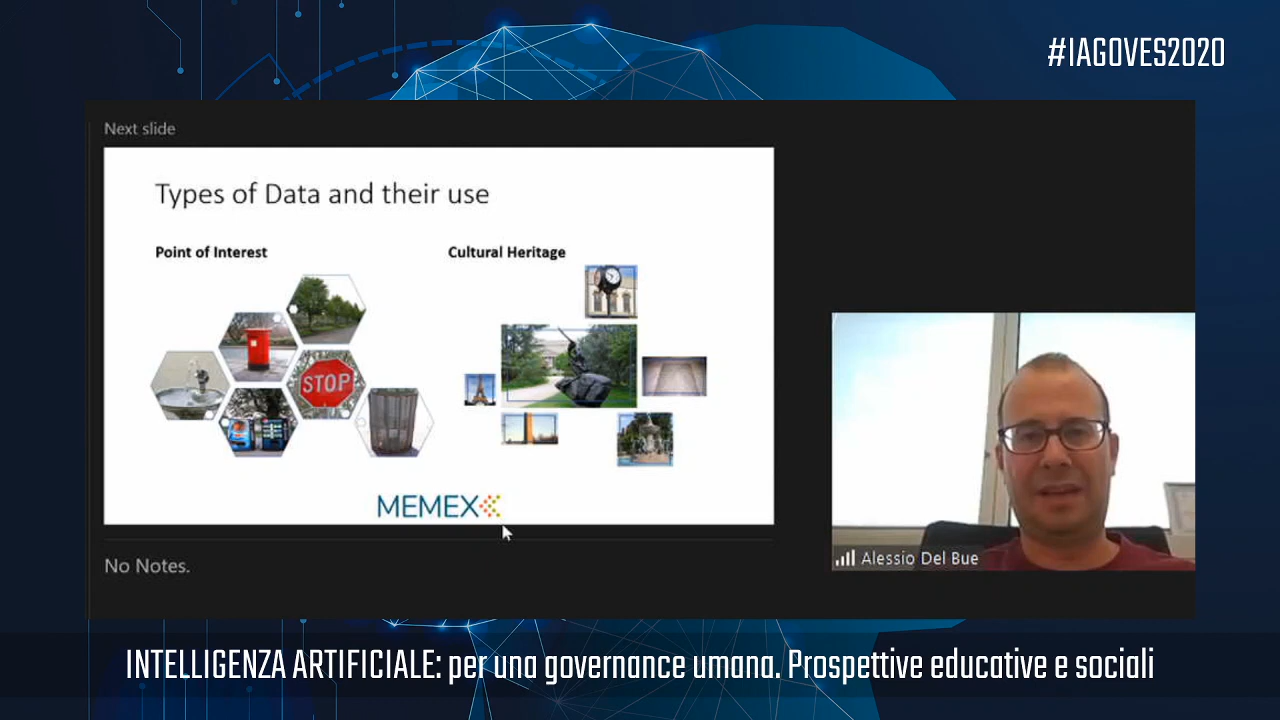 #IAGOVES2020
Next slide
Types of Data and their use
Point of Interest
Cultural Heritage
STOP
MEMEX
No Notes.
Alessio Del Bue
INTELLIGENZA ARTIFICIALE: per una governance umana. Prospettive educative e sociali